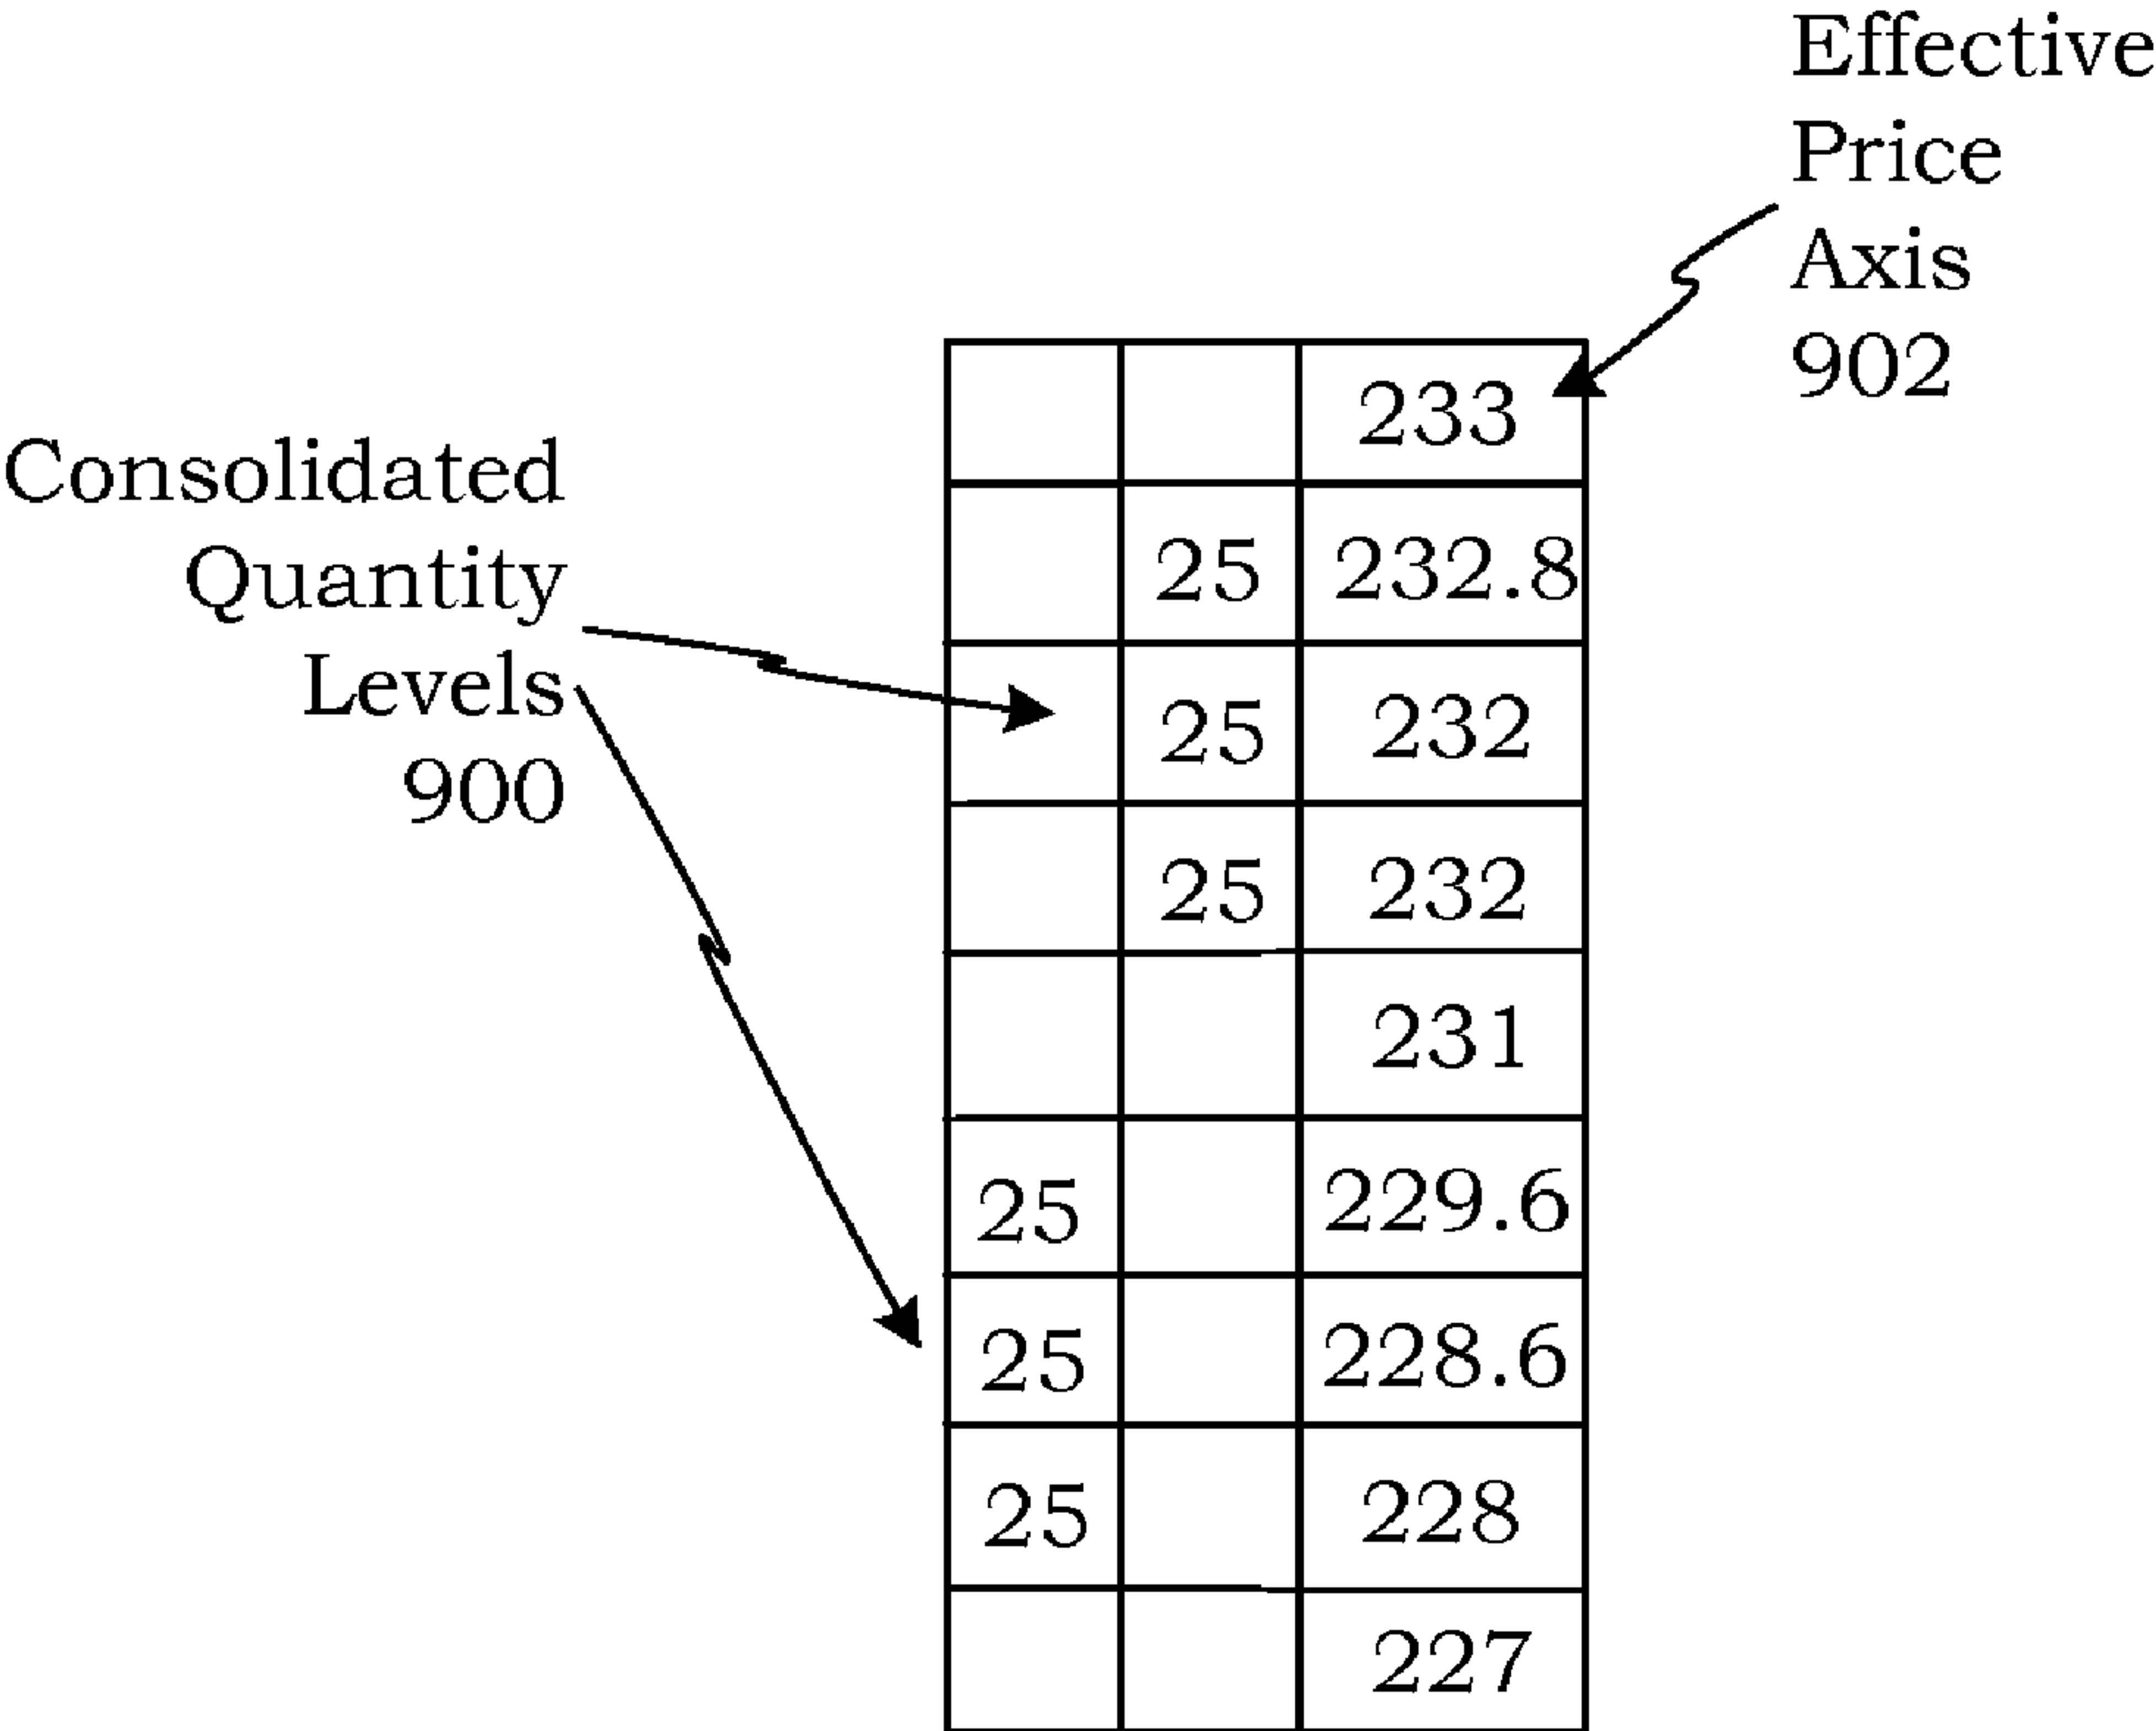 Effective
Price
Axis
902
Consolidated
Quantity
Levels
900
233
25 232.8
25 232
25 232
231
25 229.6
25 228.6
25 228
227